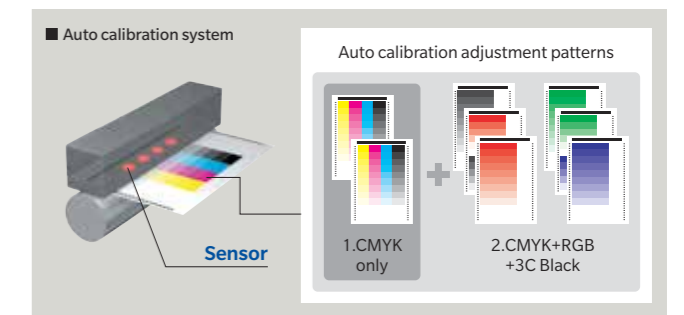 ■ Auto calibration system
Auto calibration adjustment patterns
Sensor
1.CMYK
only
2.CMYK+RGB
+3C Black